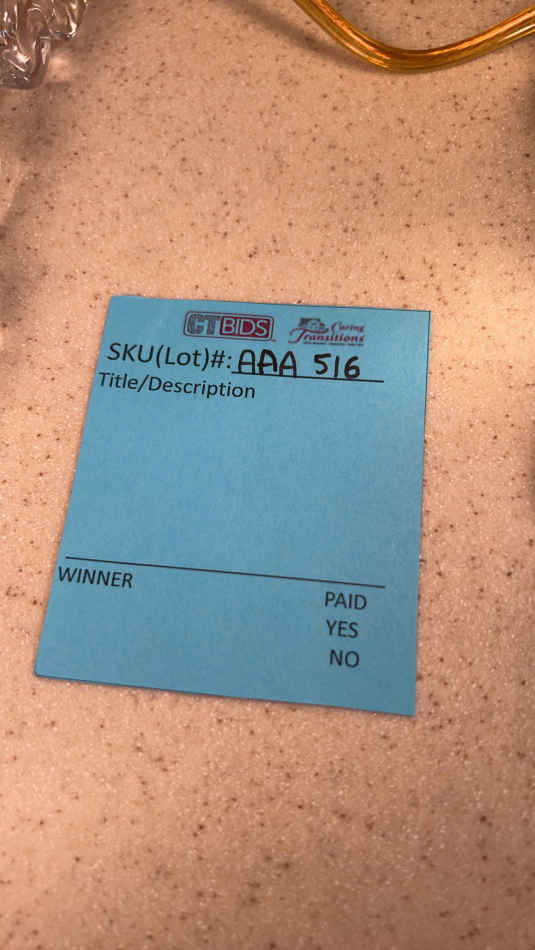 CTBIDS
Caring
Transitions
SKU(Lot)#: AAA 516
Title/Description
WINNER
PAID
YES
NO